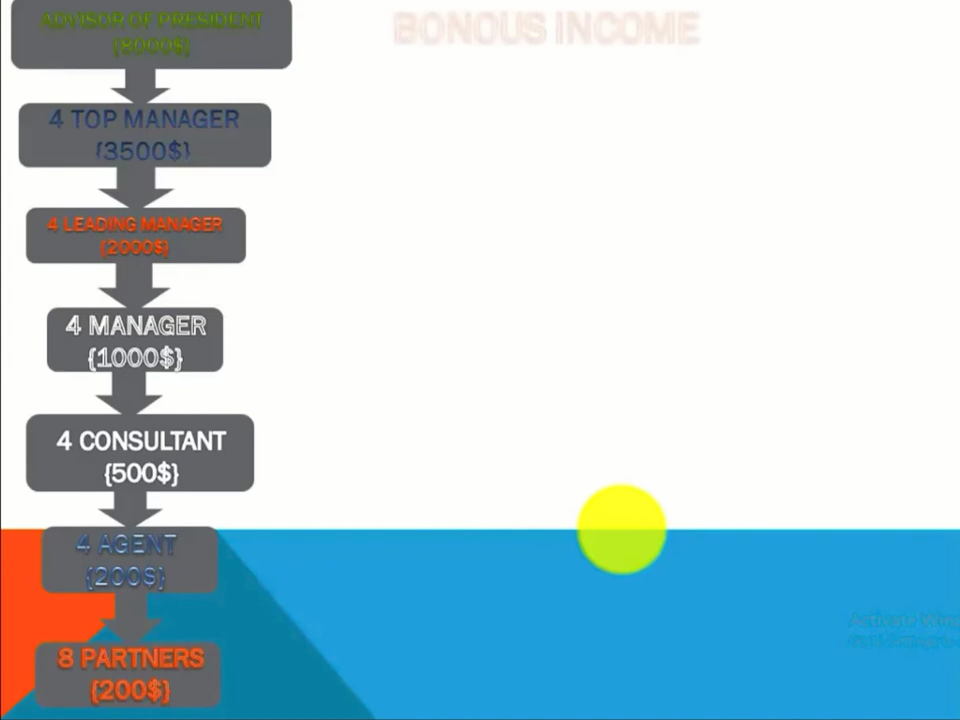 ADVISOR OF PRESIDENT
{8000$}
BONOUS INCOME
4 TOP MANAGER
{3500$}
4 LEADING MANAGER
{2000$}
4 MANAGER
{1000$}
4 CONSULTANT
{500$}
4 AGENT
{200$}
8 PARTNERS
{200$}
Activate